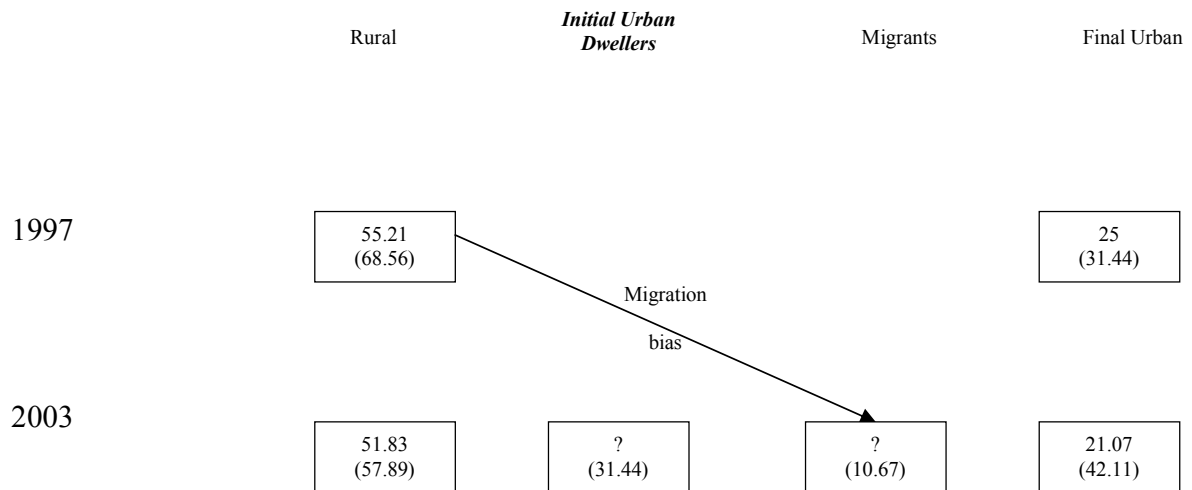 Rural
Initial Urban
Dwellers
Migrants
Final Urban
1997
55.21
(68.56)
25
(31.44)
Migration
bias
2003
51.83
(57.89)
?
(31.44)
?
(10.67)
21.07
(42.11)